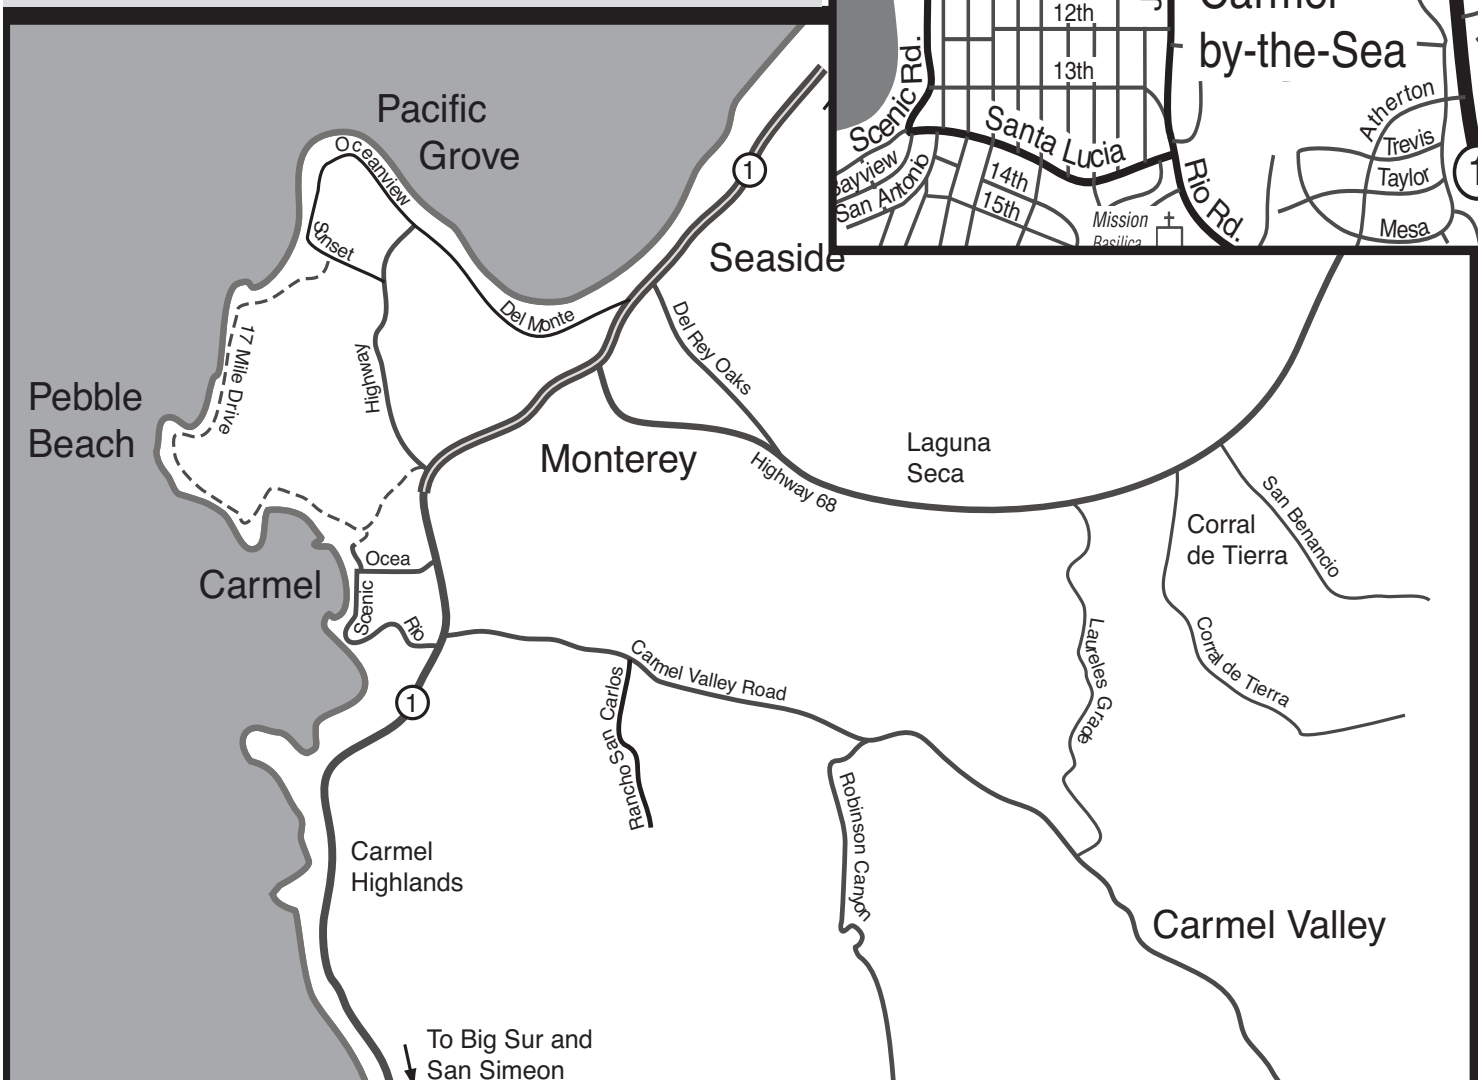 12th
by-the-Sea
13th
Scenic Rd.
Santa Lucia
Atherton
Trevis
Taylor
Mesa
San Antonio
14th
15th
Rio Rd.
Mission
Basilica
Pacific
Grove
1
Oceanview
Sunset
Seaside
Del Monte
Del Rey Oaks
17 Mile Drive
Highway
Pebble
Beach
Monterey
Laguna
Seca
Highway 68
San Benancio
Corral
de Tierra
Ocea
Carmel
Scenic
Rio
Carmel Valley Road
Rancho San Carlos
Laureles Grade
Corral de Tierra
1
Robinson Canyon
Carmel
Highlands
Carmel Valley
To Big Sur and
San Simeon